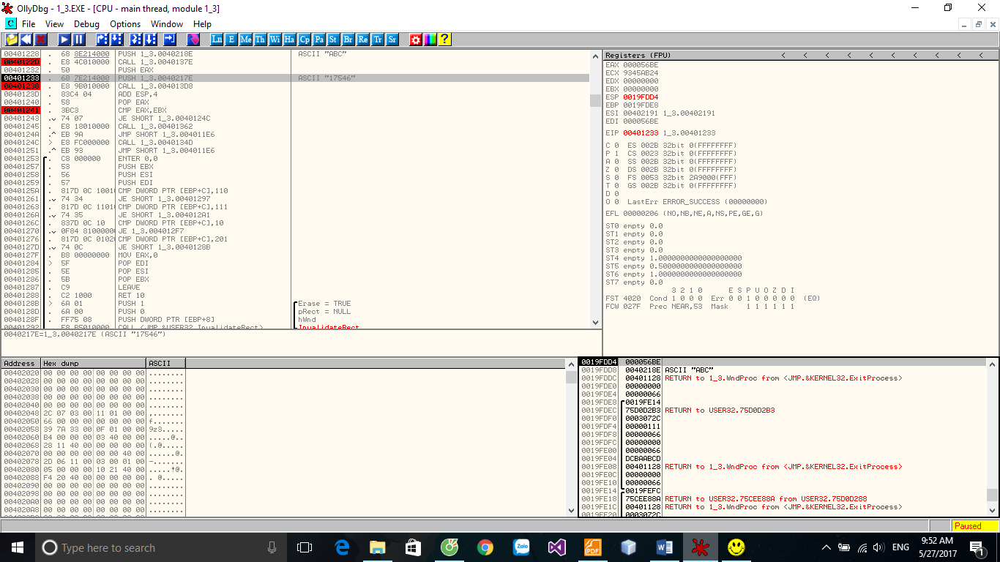 OllyDbg - 1_3.EXE - [CPU - main thread, module 1_3]
C File View Debug Options Window Help
Ln E Me Th Wi Ha Cp Pa St Br Re Tr Sr ?
00401228 . 68 8E214000 PUSH 1_3.0040218E ASCII "ABC"
0040122D . E8 4C010000 CALL 1_3.0040137E
00401232 . 50 PUSH EAX
00401233 . 68 7E214000 PUSH 1_3.0040217E ASCII "17546"
00401238 . E8 9B010000 CALL 1_3.004013D8
0040123D . 83C4 04 ADD ESP,4
00401240 . 58 POP EAX
00401241 . 3BC3 CMP EAX,EBX
00401243 . 74 07 JE SHORT 1_3.0040124C
00401245 . E8 18010000 CALL 1_3.00401362
0040124A .^ EB 9A JMP SHORT 1_3.004011E6
0040124C > E8 FC000000 CALL 1_3.0040134D
00401251 .^ EB 93 JMP SHORT 1_3.004011E6
00401253 . C8 000000 ENTER 0,0
00401257 . 53 PUSH EBX
00401258 . 56 PUSH ESI
00401259 . 57 PUSH EDI
0040125A . 817D 0C 1001 CMP DWORD PTR [EBP+C],110
00401261 . 74 34 JE SHORT 1_3.00401297
00401263 . 817D 0C 1101 CMP DWORD PTR [EBP+C],111
0040126A . 74 35 JE SHORT 1_3.004012A1
0040126C . 837D 0C 10 CMP DWORD PTR [EBP+C],10
00401270 . 0F84 8100000 JE 1_3.004012F7
00401276 . 817D 0C 0102 CMP DWORD PTR [EBP+C],201
0040127D . 74 0C JE SHORT 1_3.0040128B
0040127F . B8 00000000 MOV EAX,0
00401284 > 5F POP EDI
00401285 . 5E POP ESI
00401286 . 5B POP EBX
00401287 . C9 LEAVE
00401288 . C2 1000 RET 10
0040128B > 6A 01 PUSH 1 Erase = TRUE
0040128D . 6A 00 PUSH 0 pRect = NULL
0040128F . FF75 08 PUSH DWORD PTR [EBP+8] hWnd
00401292 . E8 B5010000 CALL <JMP.&USER32.InvalidateRect> InvalidateRect
0040217E=1_3.0040217E (ASCII "17546")
Registers (FPU) < < < < < < < < < <
EAX 000056BE
ECX 9345AB24
EDX 00000000
EBX 00000000
ESP 0019FDD4
EBP 0019FDE8
ESI 00402191 1_3.00402191
EDI 000056BE
EIP 00401233 1_3.00401233
C 0 ES 002B 32bit 0(FFFFFFFF)
P 1 CS 0023 32bit 0(FFFFFFFF)
A 0 SS 002B 32bit 0(FFFFFFFF)
Z 0 DS 002B 32bit 0(FFFFFFFF)
S 0 FS 0053 32bit 2A9000(FFF)
T 0 GS 002B 32bit 0(FFFFFFFF)
D 0
O 0 LastErr ERROR_SUCCESS (00000000)
EFL 00000206 (NO,NB,NE,A,NS,PE,GE,G)
ST0 empty 0.0
ST1 empty 0.0
ST2 empty 0.0
ST3 empty 0.0
ST4 empty 1.0000000000000000000
ST5 empty 0.5000000000000000000
ST6 empty 1.0000000000000000000
ST7 empty 0.0
3 2 1 0 E S P U O Z D I
FST 4020 Cond 1 0 0 0 Err 0 0 1 0 0 0 0 0 (EQ)
FCW 027F Prec NEAR,53 Mask 1 1 1 1 1 1
Address Hex dump ASCII
00402020 00 00 00 00 00 00 00 00 ........
00402028 00 00 00 00 00 00 00 00 ........
00402030 00 00 00 00 00 00 00 00 ........
00402038 00 00 00 00 00 00 00 00 ........
00402040 00 00 00 00 00 00 00 00 ........
00402048 2C 07 03 00 11 01 00 00 ,.......
00402050 66 00 00 00 00 00 00 00 f.......
00402058 39 7A 33 00 0F 01 00 00 9z3.....
00402060 B4 00 00 00 03 40 00 00 .....@..
00402068 28 11 40 00 00 00 00 00 (.@.....
00402070 00 00 00 00 00 00 40 00 ......@.
00402078 2D 06 11 00 03 00 01 00 -.......
00402080 05 00 00 00 10 21 40 00 .....!@.
00402088 F4 20 40 00 00 00 00 00 . @.....
00402090 00 00 00 00 00 00 00 00 ........
00402098 00 00 00 00 00 00 00 00 ........
004020A0 00 00 00 00 00 00 00 00 ........
004020A8 00 00 00 00 00 00 00 00 ........
0019FDD4 000056BE
0019FDD8 0040218E ASCII "ABC"
0019FDDC 00401128 RETURN to 1_3.WndProc from <JMP.&KERNEL32.ExitProcess>
0019FDE0 00000000
0019FDE4 00000066
0019FDE8 0019FE14
0019FDEC 75D0D2B3 RETURN to USER32.75D0D2B3
0019FDF0 0003072C
0019FDF4 00000111
0019FDF8 00000066
0019FDFC 00000000
0019FE00 00000066
0019FE04 DCBAABCD
0019FE08 00401128 RETURN to 1_3.WndProc from <JMP.&KERNEL32.ExitProcess>
0019FE0C 00000000
0019FE10 00000066
0019FE14 0019FEFC
0019FE18 75CEE88A RETURN to USER32.75CEE88A from USER32.75D0D288
0019FE1C 00401128 RETURN to 1_3.WndProc from <JMP.&KERNEL32.ExitProcess>
0019FE20 0003072C
Paused
Type here to search
Zalo
PDF
ENG
9:52 AM
5/27/2017
1